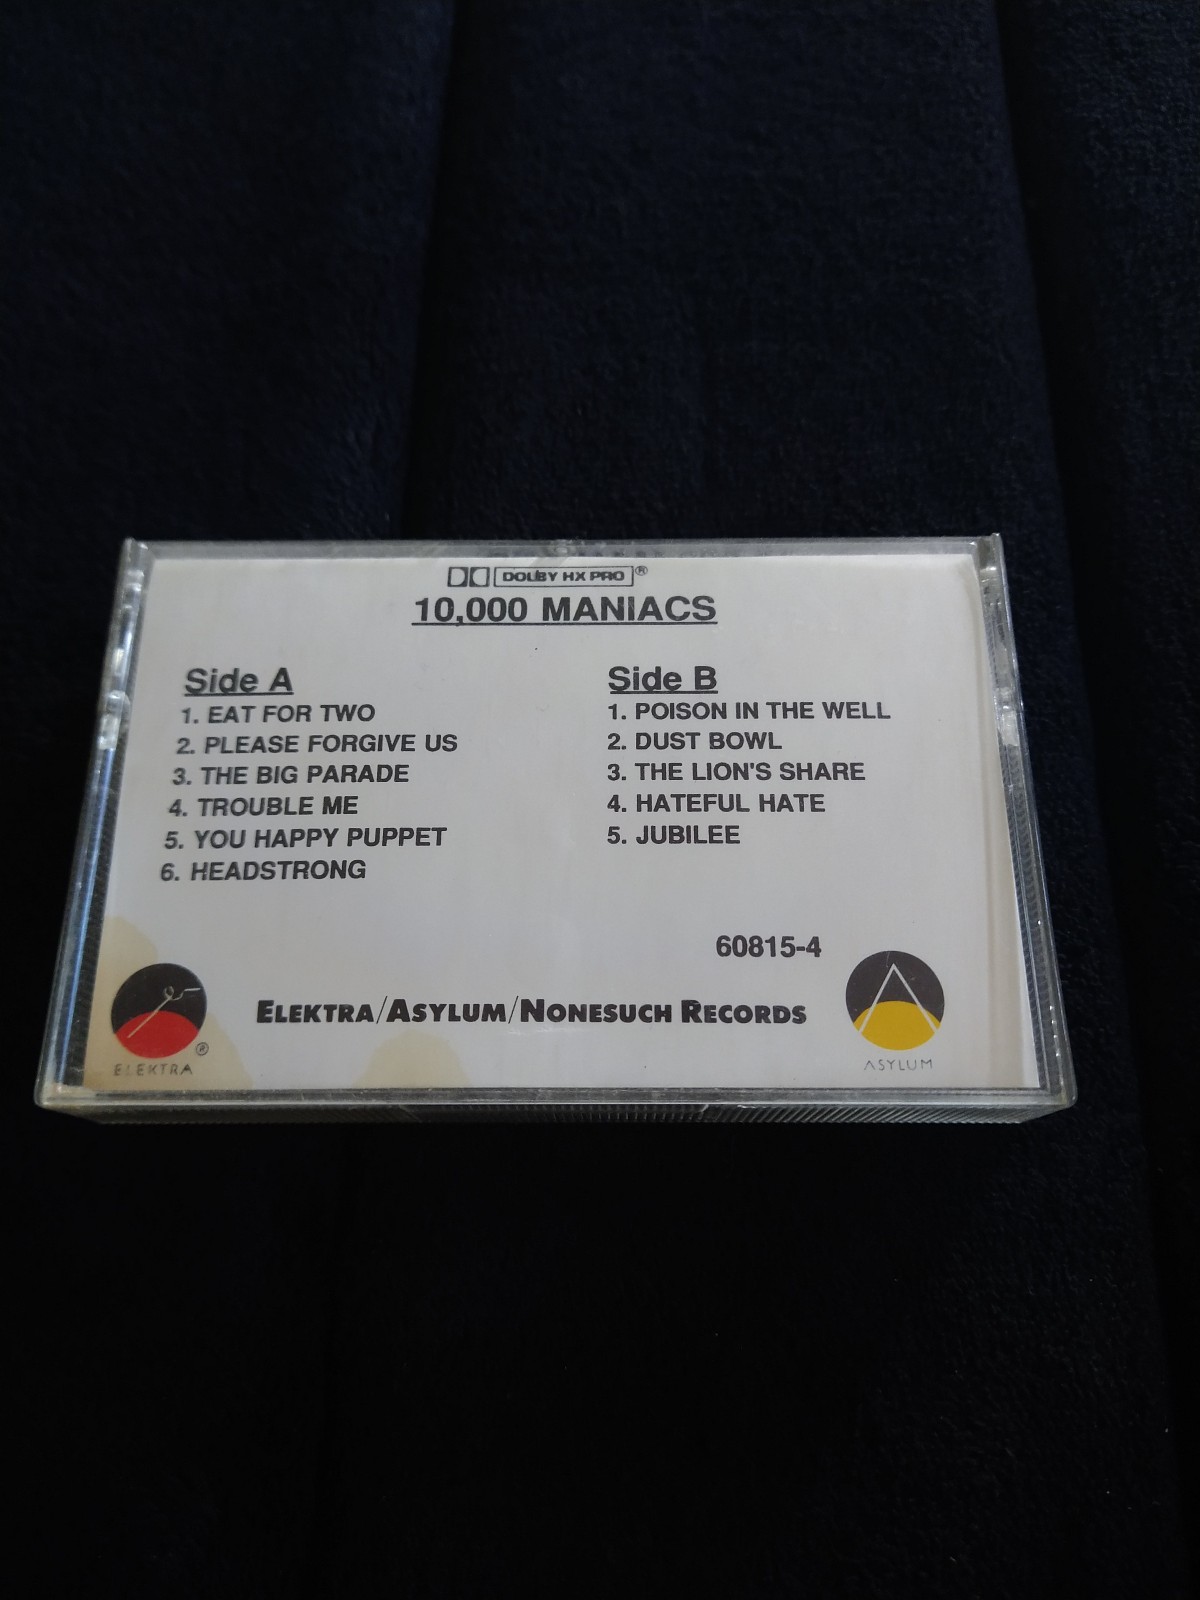 DOLBY HX PRO®
10,000 MANIACS
Side A
1. EAT FOR TWO
2. PLEASE FORGIVE US
3. THE BIG PARADE
4. TROUBLE ME
5. YOU HAPPY PUPPET
6. HEADSTRONG
Side B
1. POISON IN THE WELL
2. DUST BOWL
3. THE LION'S SHARE
4. HATEFUL HATE
5. JUBILEE
60815-4
ELEKTRA/ASYLUM/NONESUCH RECORDS
®
ELEKTRA
ASYLUM